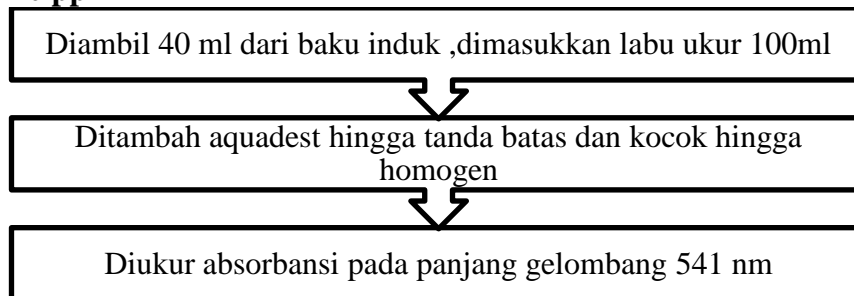 Diambil 40 ml dari baku induk ,dimasukkan labu ukur 100ml
Ditambah aquadest hingga tanda batas dan kocok hingga
homogen
Diukur absorbansi pada panjang gelombang 541 nm